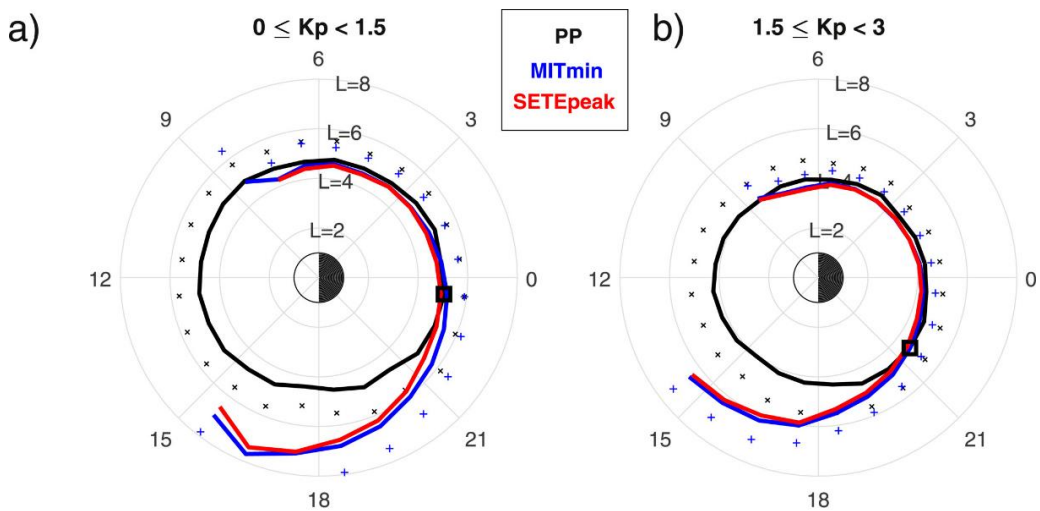 a)
0 ≤ Kp < 1.5
6
9
3
12
0
15
21
18
L=8
L=6
L=4
L=2
PP
MITmin
SETEpeak
b)
1.5 ≤ Kp < 3
6
9
3
12
0
15
21
18
L=8
L=6
L=4
L=2